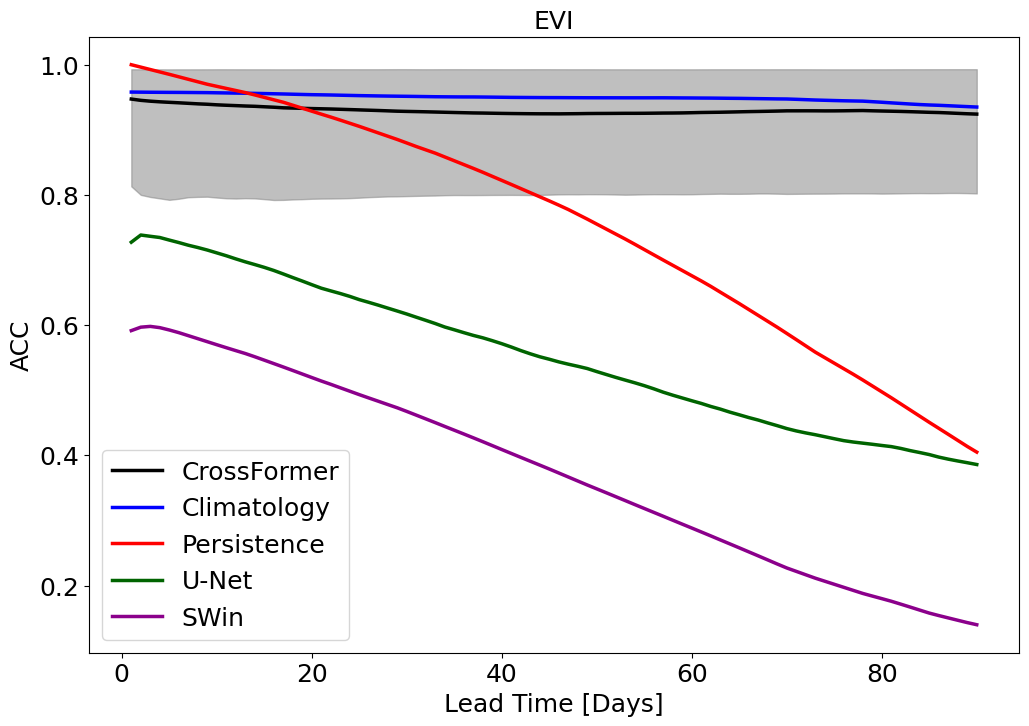 EVI
1.0
0.8
0.6
0.4
0.2
ACC
CrossFormer
Climatology
Persistence
U-Net
SWin
0 20 40 60 80
Lead Time [Days]